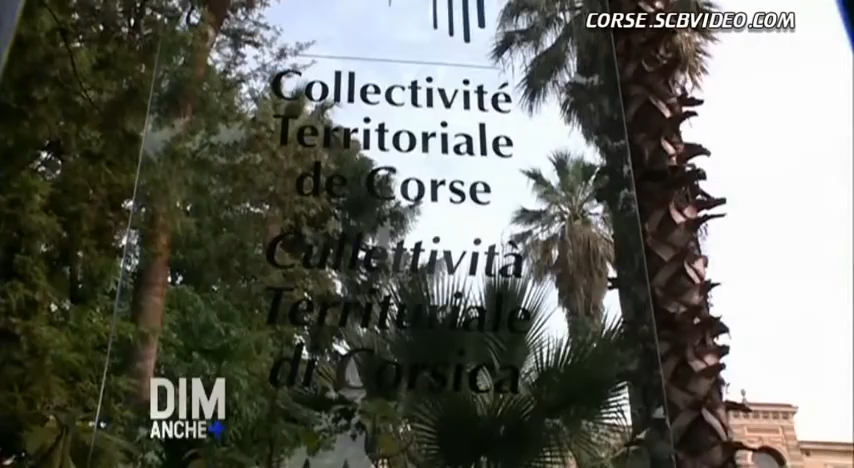 CORSE.SCBVIDEO.COM
Collectivité
Territoriale
de Corse
Cullettività
Territuriale
di Corsica
DIM
ANCHE+